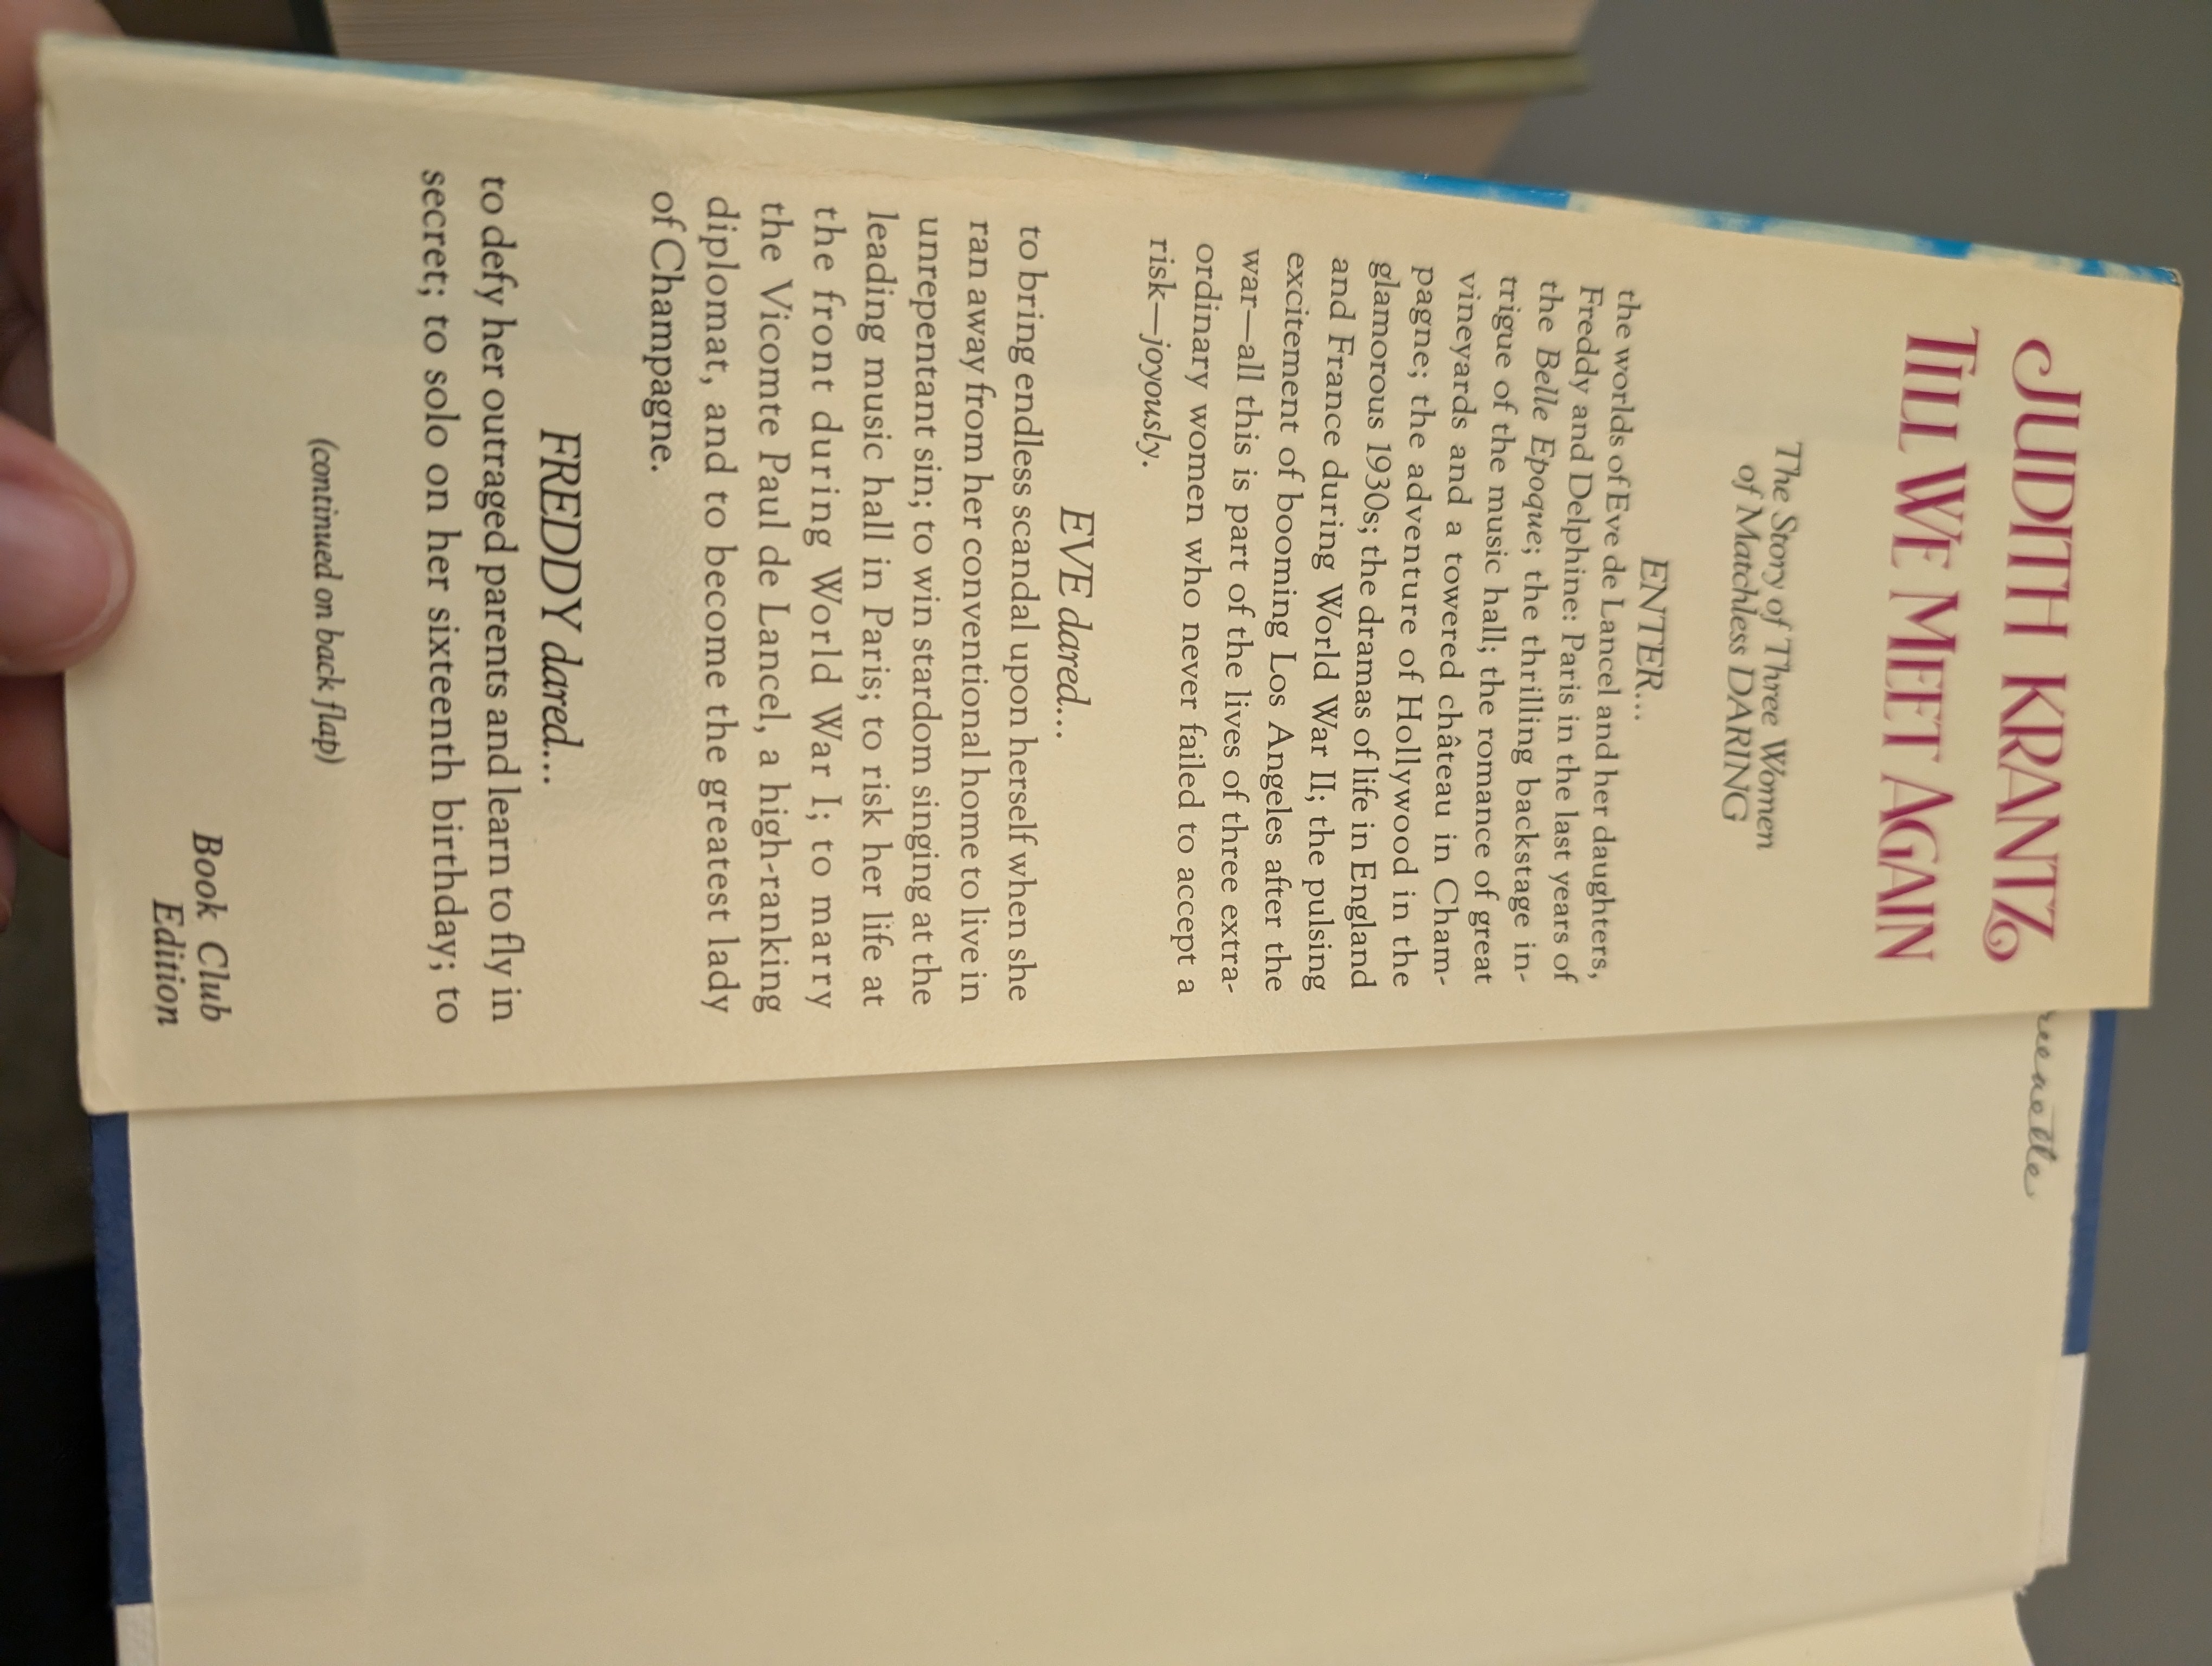 JUDITH KRANTZ
TILL WE MEET AGAIN
The Story of Three Women
of Matchless DARING
ENTER...
the worlds of Eve de Lancel and her daughters,
Freddy and Delphine: Paris in the last years of
the Belle Epoque; the thrilling backstage in-
trigue of the music hall; the romance of great
vineyards and a towered château in Cham-
pagne; the adventure of Hollywood in the
glamorous 1930s; the dramas of life in England
and France during World War II; the pulsing
excitement of booming Los Angeles after the
war—all this is part of the lives of three extra-
ordinary women who never failed to accept a
risk—joyously.
EVE dared...
to bring endless scandal upon herself when she
ran away from her conventional home to live in
unrepentant sin; to win stardom singing at the
leading music hall in Paris; to risk her life at
the front during World War I; to marry
the Vicomte Paul de Lancel, a high-ranking
diplomat, and to become the greatest lady
of Champagne.
FREDDY dared...
to defy her outraged parents and learn to fly in
secret; to solo on her sixteenth birthday; to
(continued on back flap)
Book Club
Edition